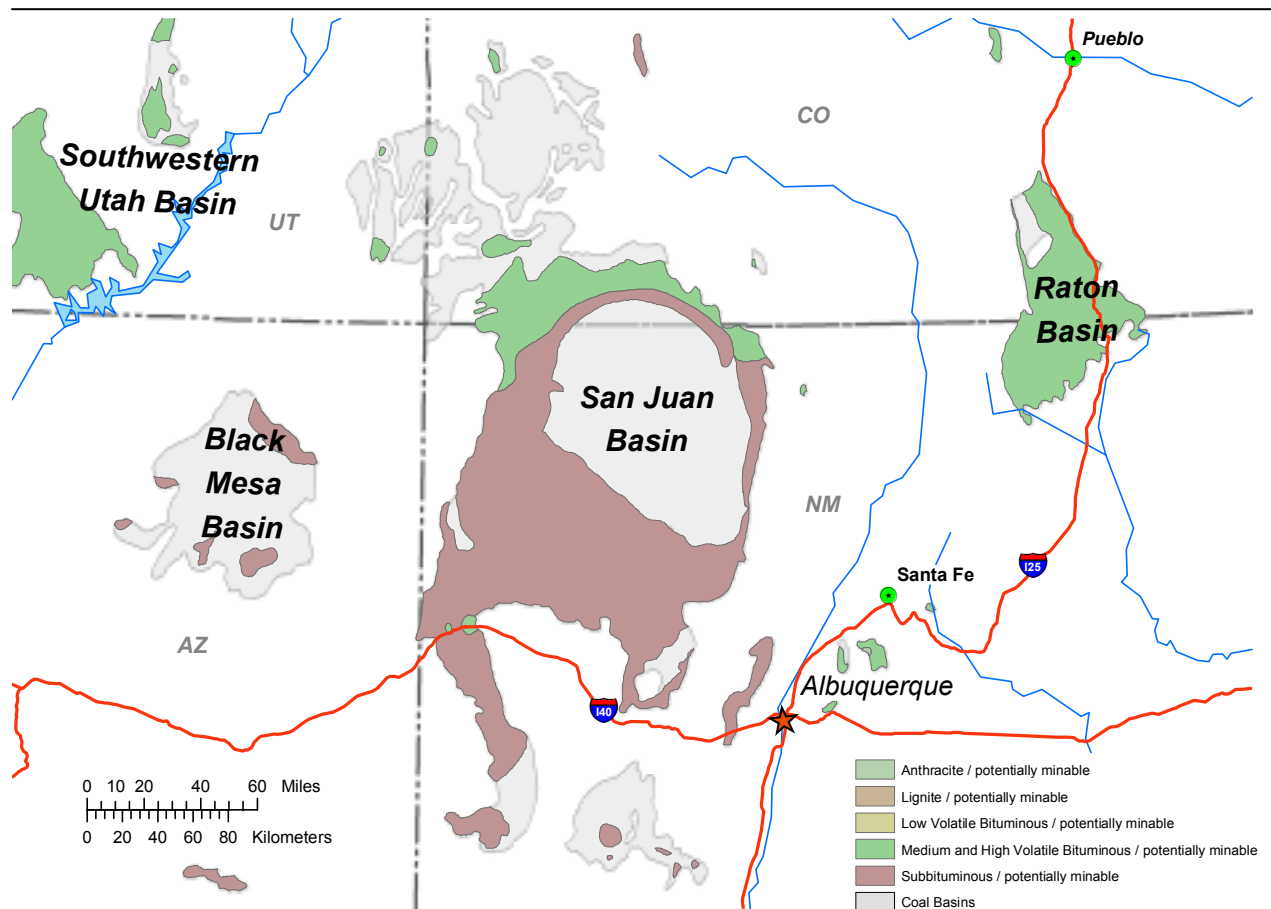 Pueblo
CO
Southwestern
Utah Basin
UT
Raton
Basin
San Juan
Basin
Black
Mesa
Basin
NM
I25
Santa Fe
AZ
Albuquerque
I40
0 10 20 40 60 Miles
0 20 40 60 80 Kilometers
Anthracite / potentially minable
Lignite / potentially minable
Low Volatile Bituminous / potentially minable
Medium and High Volatile Bituminous / potentially minable
Subbituminous / potentially minable
Coal Basins